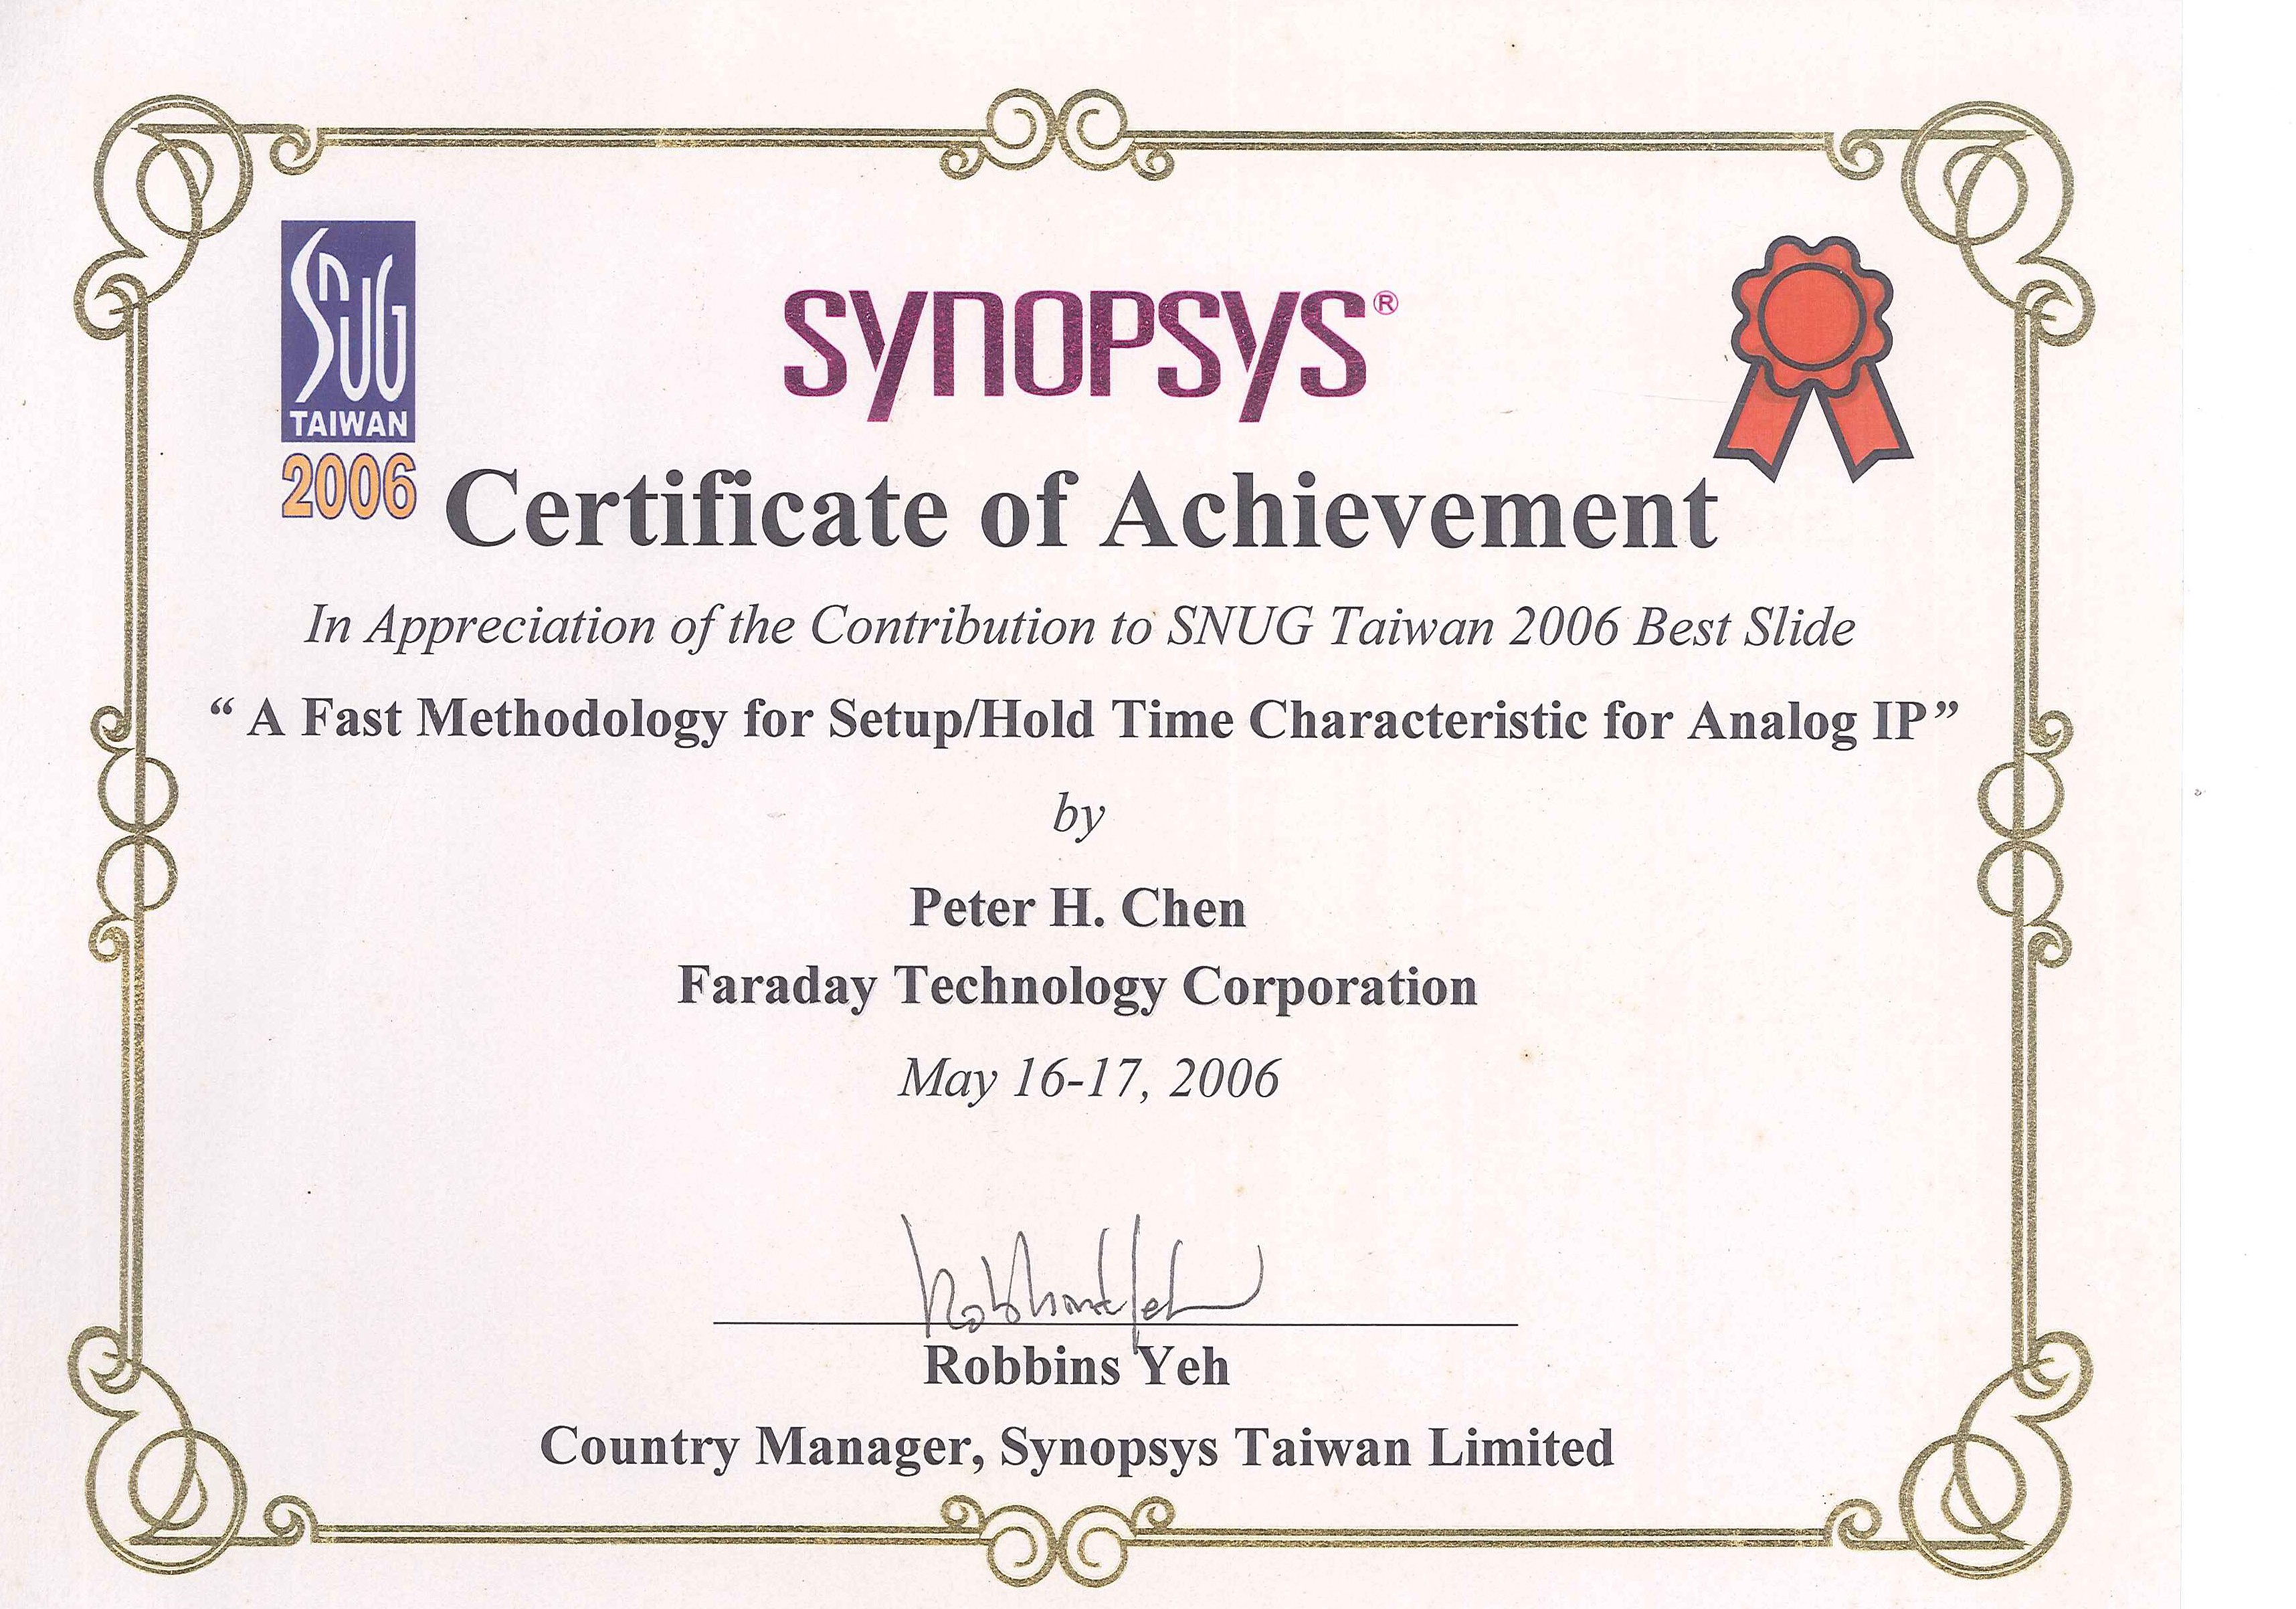 SNUG
TAIWAN
2006
SYNOPSYS®
Certificate of Achievement
In Appreciation of the Contribution to SNUG Taiwan 2006 Best Slide
“ A Fast Methodology for Setup/Hold Time Characteristic for Analog IP”
by
Peter H. Chen
Faraday Technology Corporation
May 16-17, 2006
Robbins Yeh
Country Manager, Synopsys Taiwan Limited